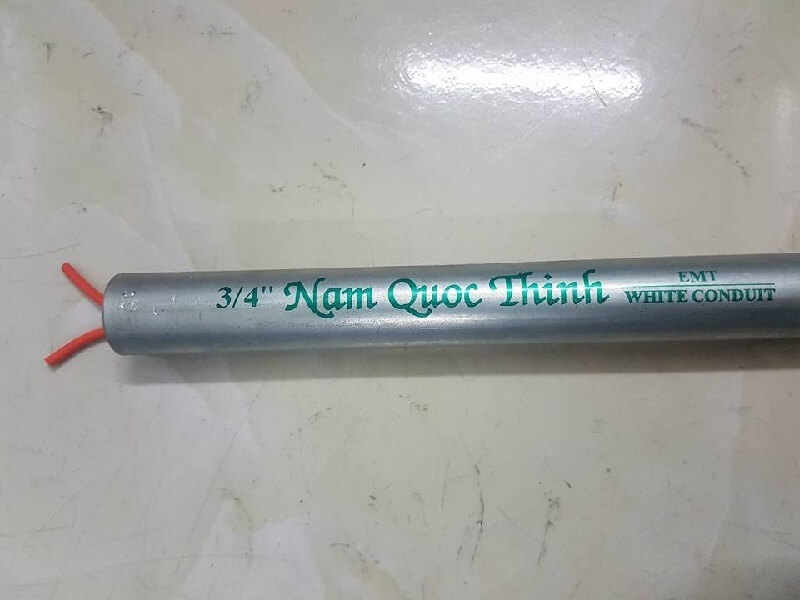 3/4" Nam Quoc Thinh
EMT
WHITE CONDUIT